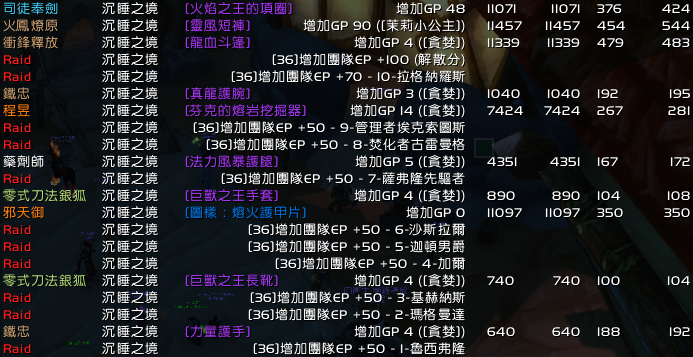 司徒奉劍 沉睡之境 [火焰之王的項圈] 增加GP 48 11071 11071 376 424
火鳳燎原 沉睡之境 [靈風短褲] 增加GP 90 ([茉莉小公主]) 11457 11457 454 544
衝鋒釋放 沉睡之境 [龍血斗篷] 增加GP 4 ([貪婪]) 11339 11339 479 483
Raid 沉睡之境 [36]增加團隊EP +100 (解散分)
Raid 沉睡之境 [36]增加團隊EP +70 - 10-拉格納羅斯
鐵忠 沉睡之境 [真龍護腕] 增加GP 3 ([貪婪]) 1040 1040 192 195
程昱 沉睡之境 [芬克的熔岩挖掘器] 增加GP 14 ([貪婪]) 7424 7424 267 281
Raid 沉睡之境 [36]增加團隊EP +50 - 9-管理者埃克索圖斯
Raid 沉睡之境 [36]增加團隊EP +50 - 8-焚化者古雷曼格
藥劑師 沉睡之境 [法力風暴護腿] 增加GP 5 ([貪婪]) 4351 4351 167 172
Raid 沉睡之境 [36]增加團隊EP +50 - 7-薩弗隆先驅者
零式刀法銀狐 沉睡之境 [巨獸之王手套] 增加GP 4 ([貪婪]) 890 890 104 108
邪天御 沉睡之境 [圖樣：熔火護甲片] 增加GP 0 11097 11097 350 350
Raid 沉睡之境 [36]增加團隊EP +50 - 6-沙斯拉爾
Raid 沉睡之境 [36]增加團隊EP +50 - 5-迦頓男爵
Raid 沉睡之境 [36]增加團隊EP +50 - 4-加爾
零式刀法銀狐 沉睡之境 [巨獸之王長靴] 增加GP 4 ([貪婪]) 740 740 100 104
Raid 沉睡之境 [36]增加團隊EP +50 - 3-基赫納斯
Raid 沉睡之境 [36]增加團隊EP +50 - 2-瑪格曼達
鐵忠 沉睡之境 [力量護手] 增加GP 4 ([貪婪]) 640 640 188 192
Raid 沉睡之境 [36]增加團隊EP +50 - 1-魯西弗隆